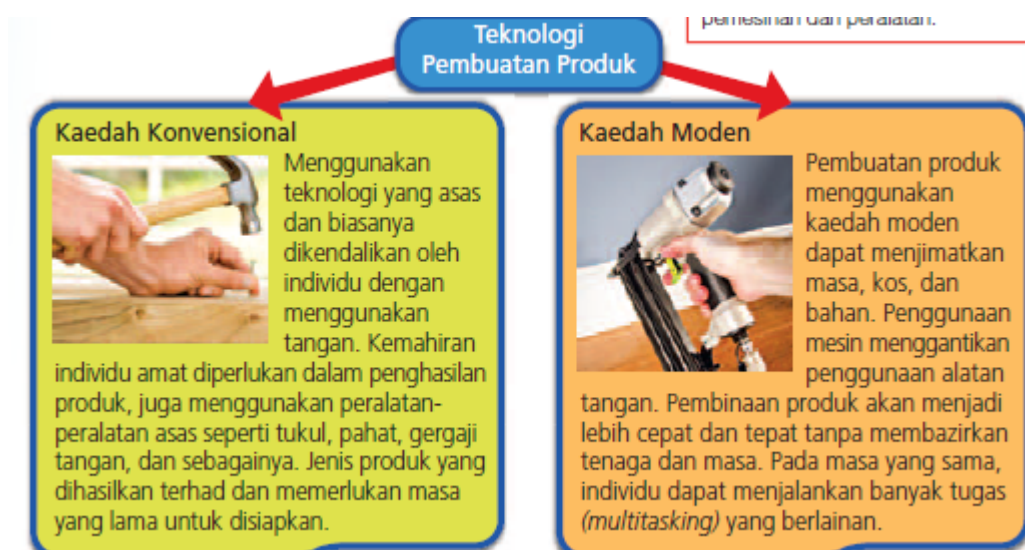 pemesinan dan peralatan.
Teknologi
Pembuatan Produk
Kaedah Konvensional
Menggunakan
teknologi yang asas
dan biasanya
dikendalikan oleh
individu dengan
menggunakan
tangan. Kemahiran
individu amat diperlukan dalam penghasilan
produk, juga menggunakan peralatan-
peralatan asas seperti tukul, pahat, gergaji
tangan, dan sebagainya. Jenis produk yang
dihasilkan terhad dan memerlukan masa
yang lama untuk disiapkan.
Kaedah Moden
Pembuatan produk
menggunakan
kaedah moden
dapat menjimatkan
masa, kos, dan
bahan. Penggunaan
mesin menggantikan
penggunaan alatan
tangan. Pembinaan produk akan menjadi
lebih cepat dan tepat tanpa membazirkan
tenaga dan masa. Pada masa yang sama,
individu dapat menjalankan banyak tugas
(multitasking) yang berlainan.